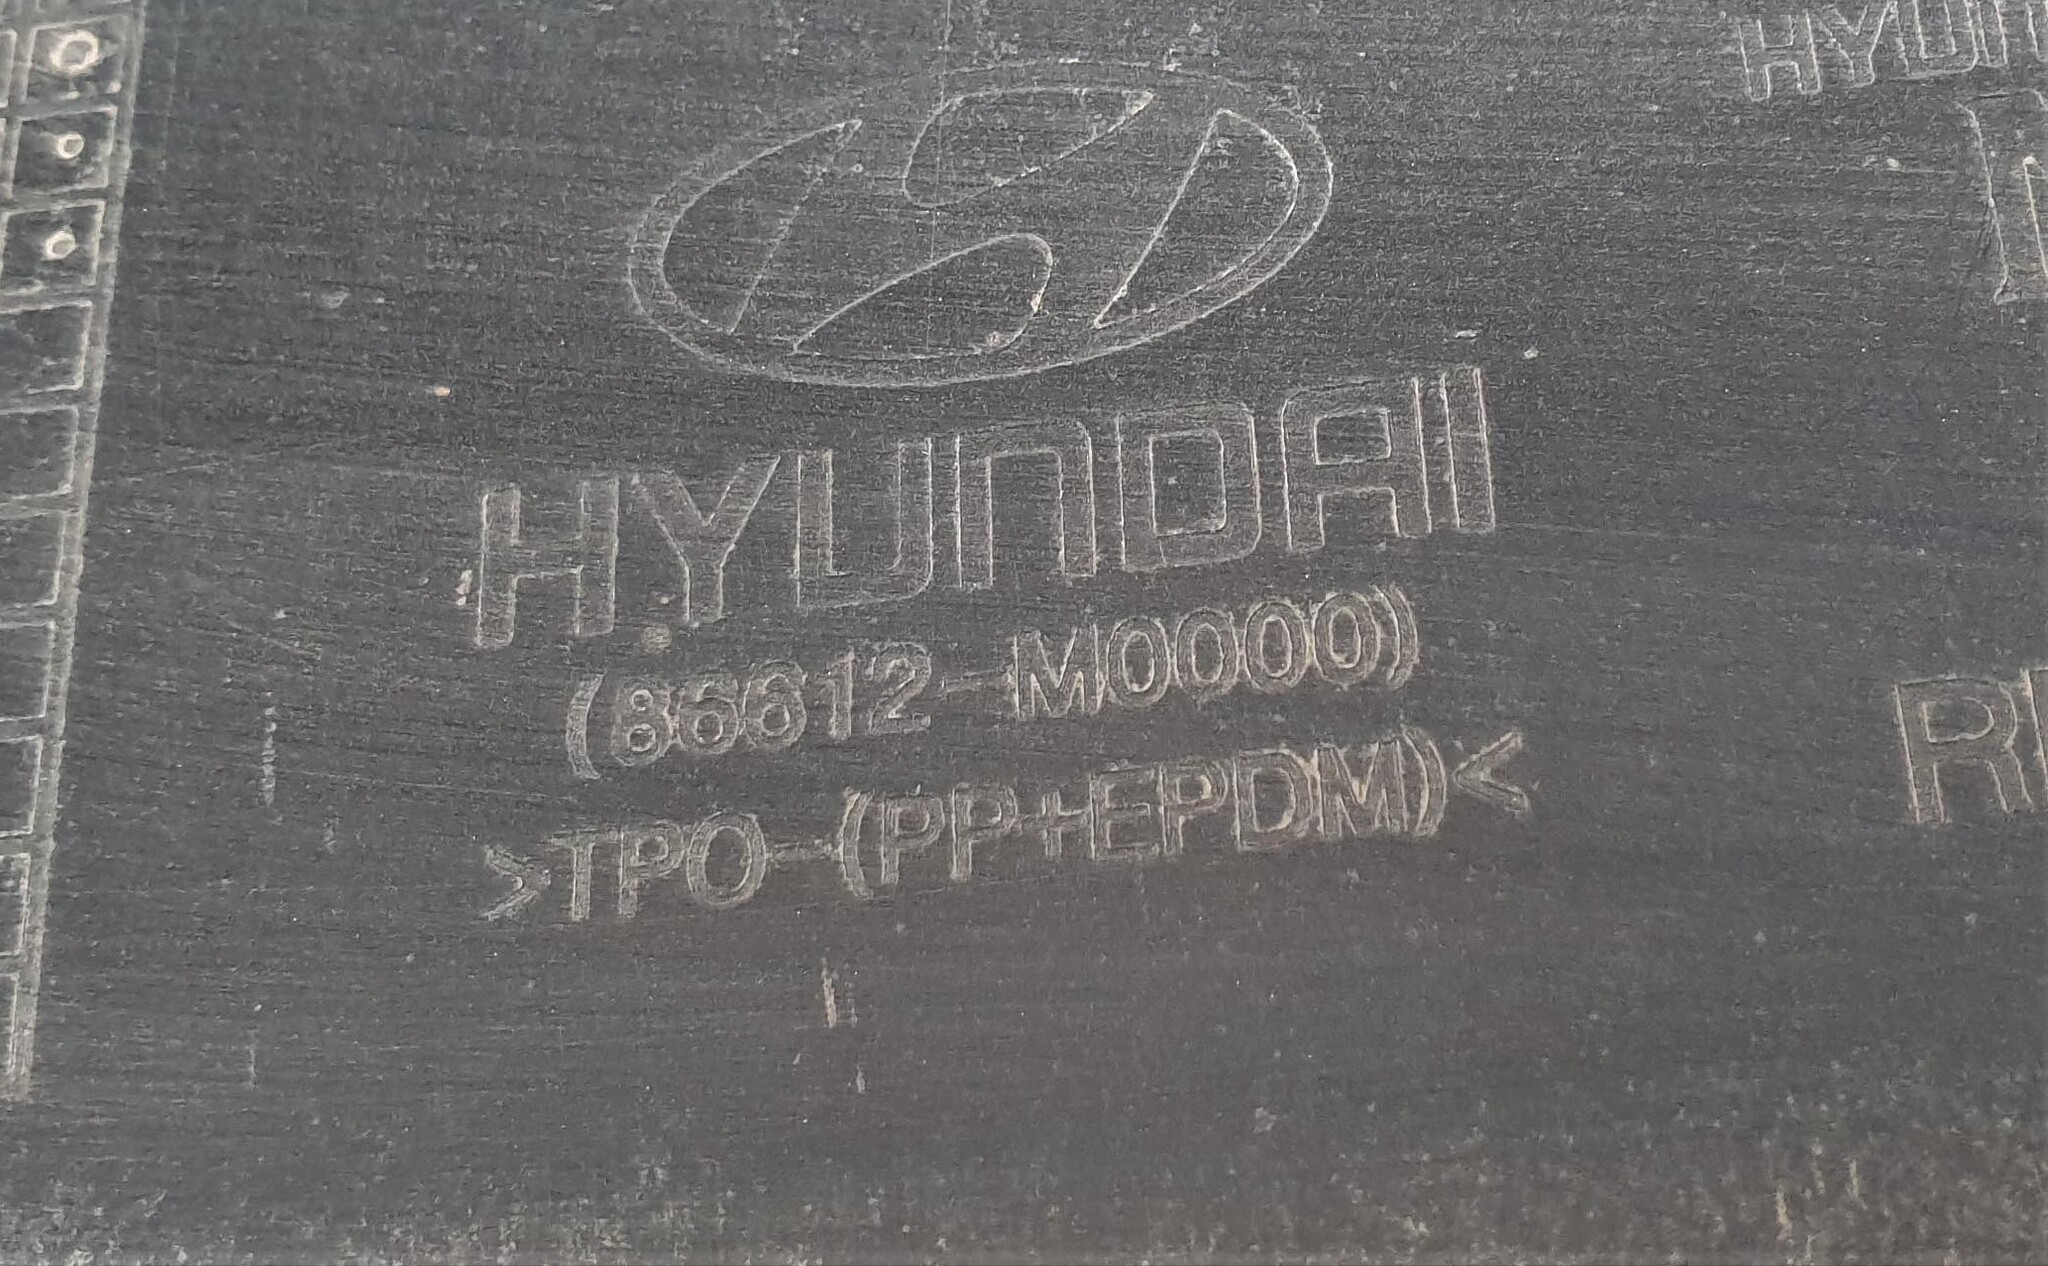 HYUNDAI
(86612-M0000)
>TPO-(PP+EPDM)<